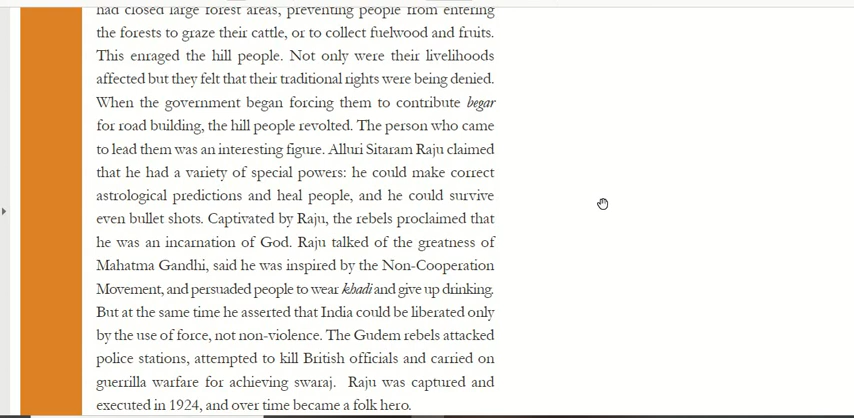 had closed large forest areas, preventing people from entering
the forests to graze their cattle, or to collect fuelwood and fruits.
This enraged the hill people. Not only were their livelihoods
affected but they felt that their traditional rights were being denied.
When the government began forcing them to contribute begar
for road building, the hill people revolted. The person who came
to lead them was an interesting figure. Alluri Sitaram Raju claimed
that he had a variety of special powers: he could make correct
astrological predictions and heal people, and he could survive
even bullet shots. Captivated by Raju, the rebels proclaimed that
he was an incarnation of God. Raju talked of the greatness of
Mahatma Gandhi, said he was inspired by the Non-Cooperation
Movement, and persuaded people to wear khadi and give up drinking.
But at the same time he asserted that India could be liberated only
by the use of force, not non-violence. The Gudem rebels attacked
police stations, attempted to kill British officials and carried on
guerrilla warfare for achieving swaraj. Raju was captured and
executed in 1924, and over time became a folk hero.